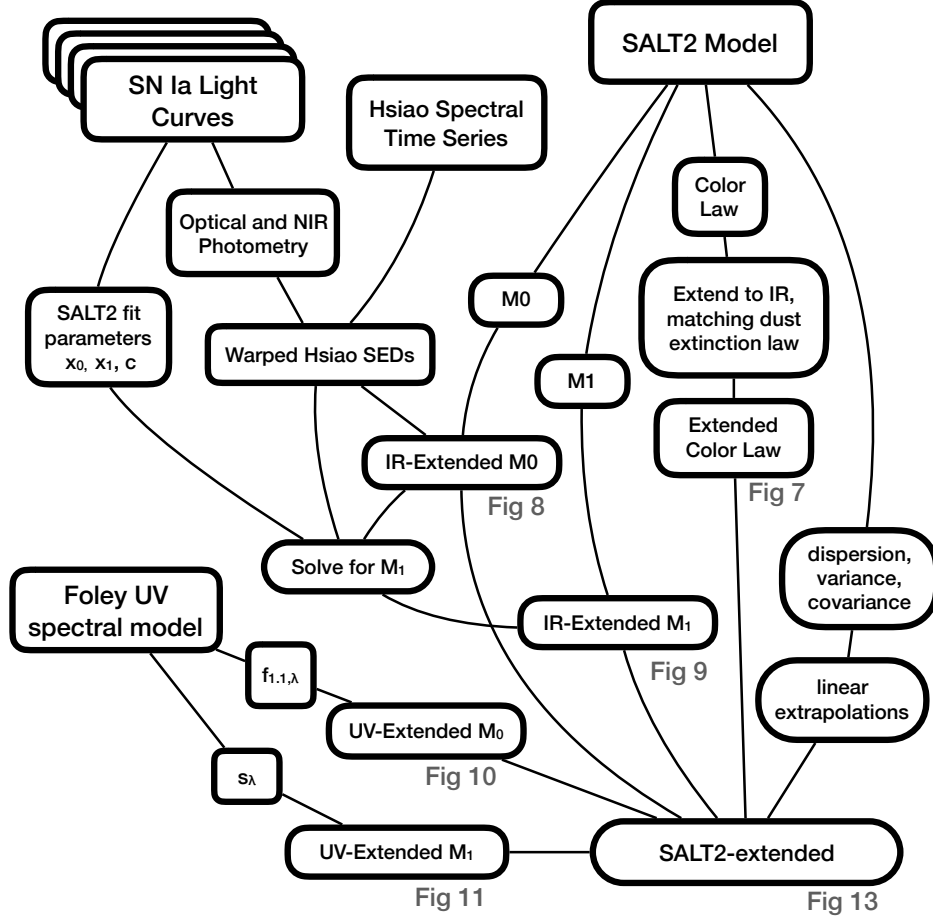 SN Ia Light
Curves
Hsiao Spectral
Time Series
SALT2 Model
Color
Law
Optical and NIR
Photometry
M0
Extend to IR,
matching dust
extinction law
SALT2 fit
parameters
x₀, x₁, c
Warped Hsiao SEDs
M1
Extended
Color Law
Fig 7
IR-Extended M0
Fig 8
Solve for M₁
dispersion,
variance,
covariance
Foley UV
spectral model
IR-Extended M₁
Fig 9
f₁.₁,λ
linear
extrapolations
UV-Extended M₀
Fig 10
sλ
UV-Extended M₁
Fig 11
SALT2-extended
Fig 13